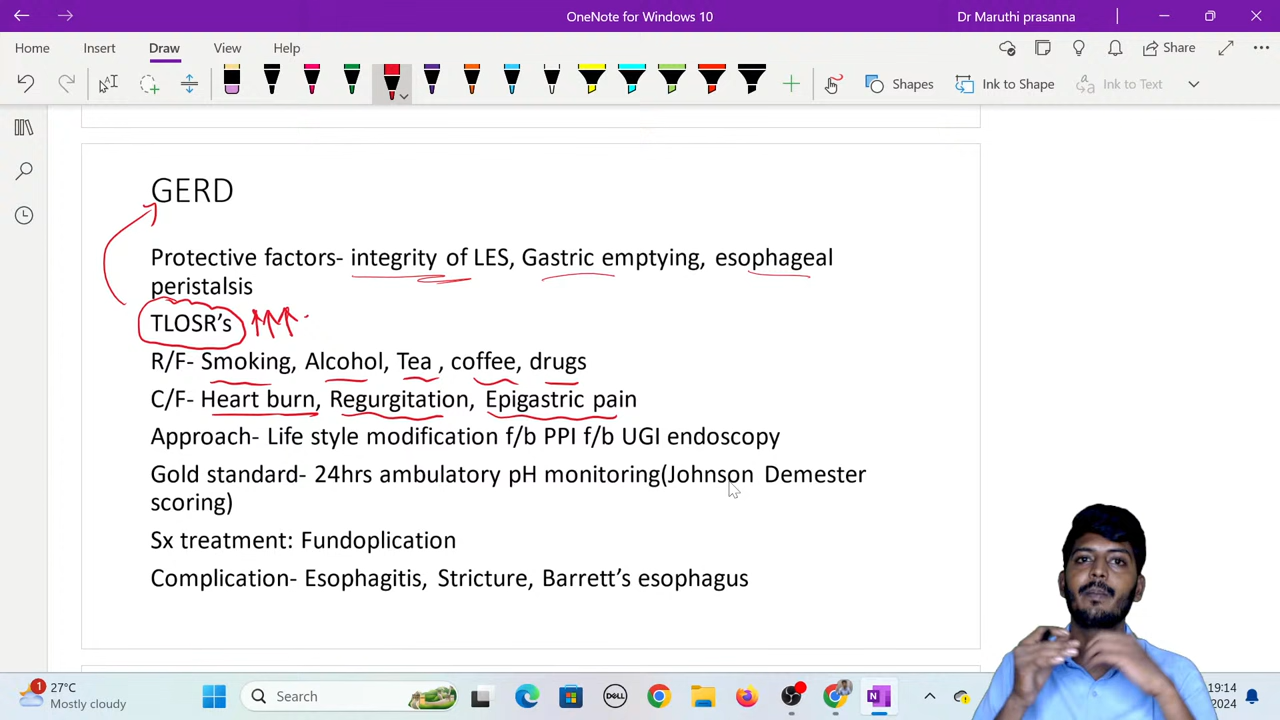 OneNote for Windows 10
Dr Maruthi prasanna
Home Insert Draw View Help
Share
Shapes
Ink to Shape
Ink to Text
GERD
Protective factors- integrity of LES, Gastric emptying, esophageal
peristalsis
TLOSR’s
R/F- Smoking, Alcohol, Tea , coffee, drugs
C/F- Heart burn, Regurgitation, Epigastric pain
Approach- Life style modification f/b PPI f/b UGI endoscopy
Gold standard- 24hrs ambulatory pH monitoring(Johnson Demester
scoring)
Sx treatment: Fundoplication
Complication- Esophagitis, Stricture, Barrett’s esophagus
1
27°C
Mostly cloudy
Search
DELL
19:14
2024